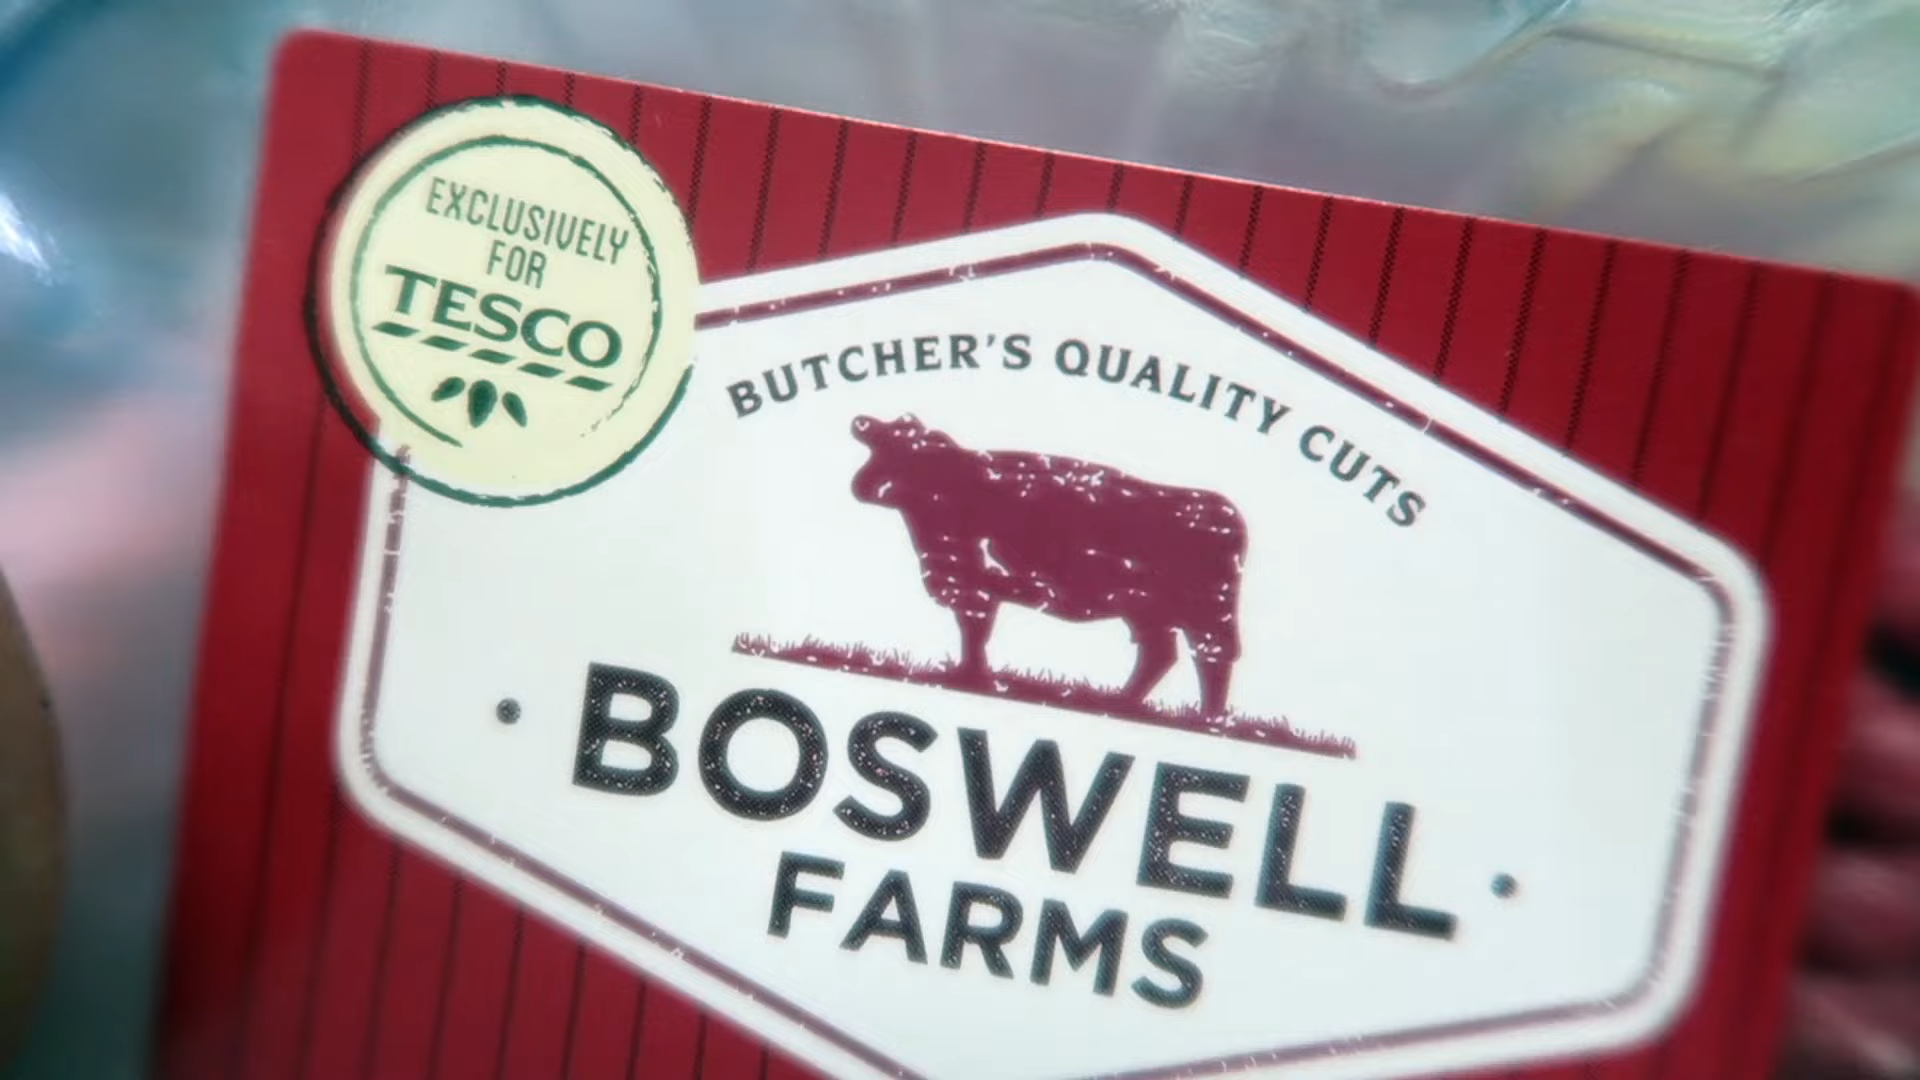 EXCLUSIVELY
FOR
TESCO
BUTCHER'S QUALITY CUTS
BOSWELL
FARMS